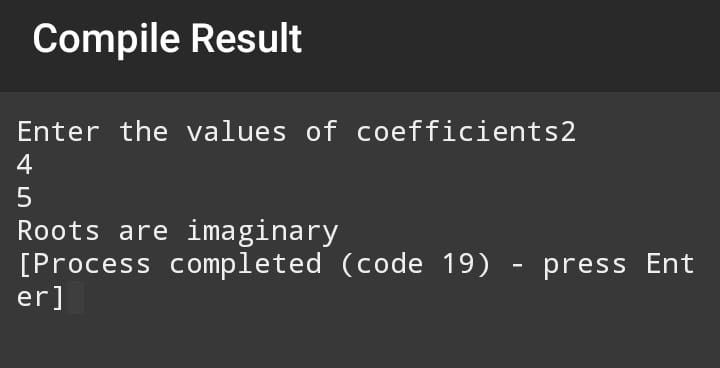 Compile Result
Enter the values of coefficients2
4
5
Roots are imaginary
[Process completed (code 19) - press Ent
er]